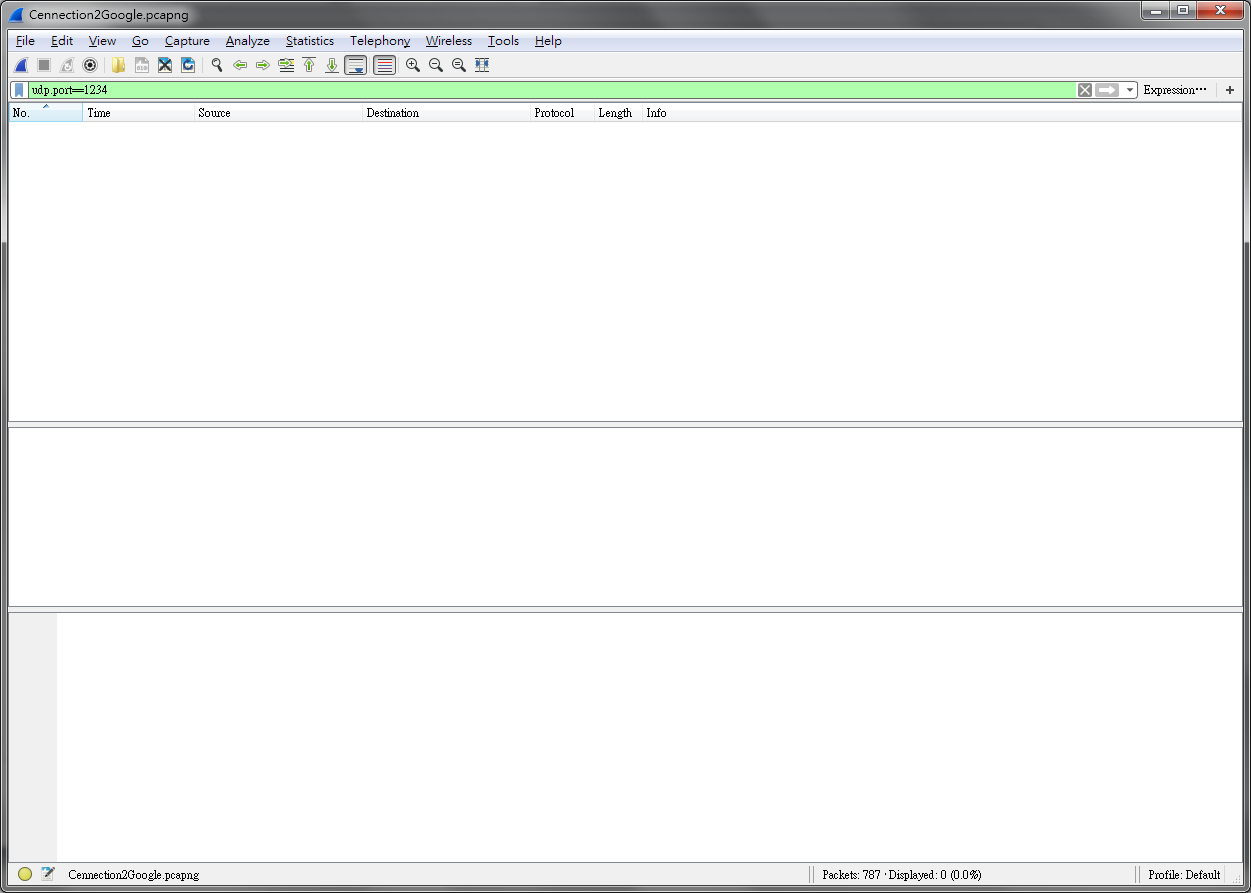 Cennection2Google.pcapng
File Edit View Go Capture Analyze Statistics Telephony Wireless Tools Help
udp.port==1234 Expression··· +
No. Time Source Destination Protocol Length Info
Cennection2Google.pcapng Packets: 787 · Displayed: 0 (0.0%) Profile: Default